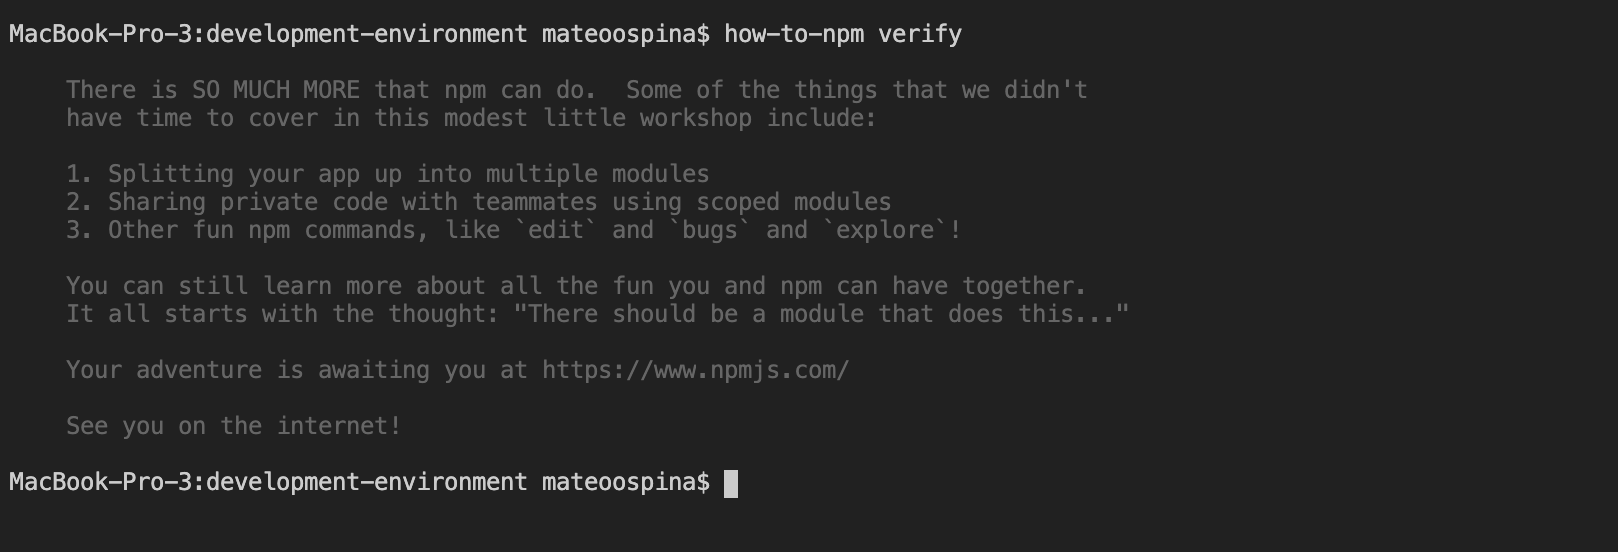 MacBook-Pro-3:development-environment mateoospina$ how-to-npm verify
There is SO MUCH MORE that npm can do.  Some of the things that we didn't
have time to cover in this modest little workshop include:
1. Splitting your app up into multiple modules
2. Sharing private code with teammates using scoped modules
3. Other fun npm commands, like `edit` and `bugs` and `explore`!
You can still learn more about all the fun you and npm can have together.
It all starts with the thought: "There should be a module that does this..."
Your adventure is awaiting you at https://www.npmjs.com/
See you on the internet!
MacBook-Pro-3:development-environment mateoospina$